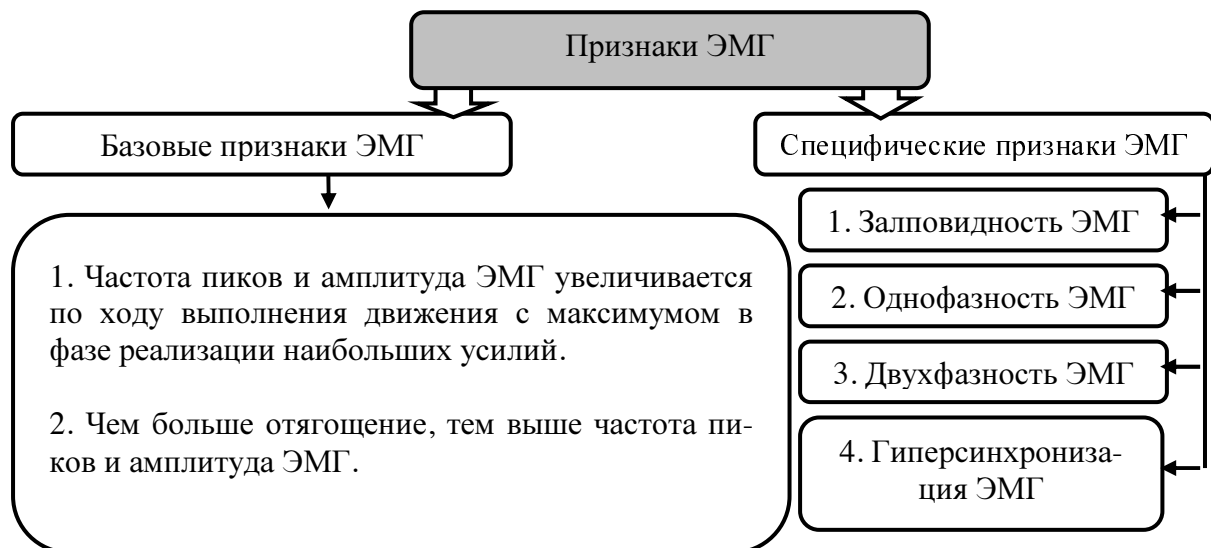 Признаки ЭМГ
Базовые признаки ЭМГ
1. Частота пиков и амплитуда ЭМГ увеличивается
по ходу выполнения движения с максимумом в
фазе реализации наибольших усилий.
2. Чем больше отягощение, тем выше частота пи-
ков и амплитуда ЭМГ.
Специфические признаки ЭМГ
1. Залповидность ЭМГ
2. Однофазность ЭМГ
3. Двухфазность ЭМГ
4. Гиперсинхрониза-
ция ЭМГ